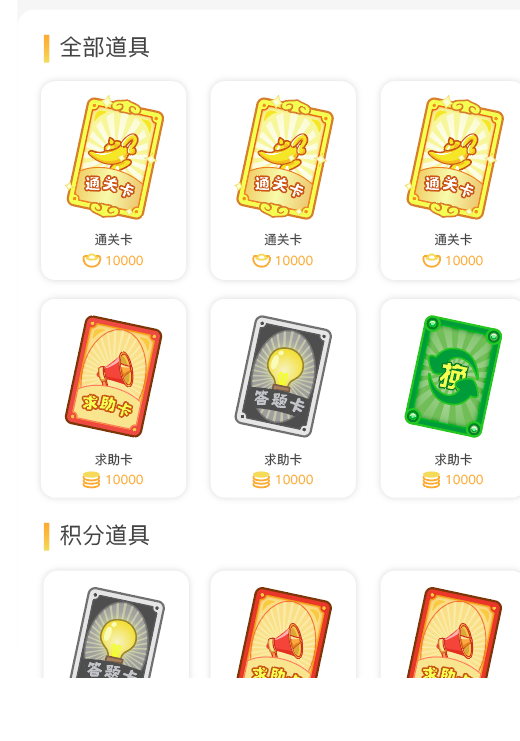 全部道具
通关卡 通关卡 通关卡
通关卡 通关卡 通关卡
10000 10000 10000
求助卡 答题卡 换
求助卡 求助卡 求助卡
10000 10000 10000
积分道具
答题卡 求助卡 求助卡